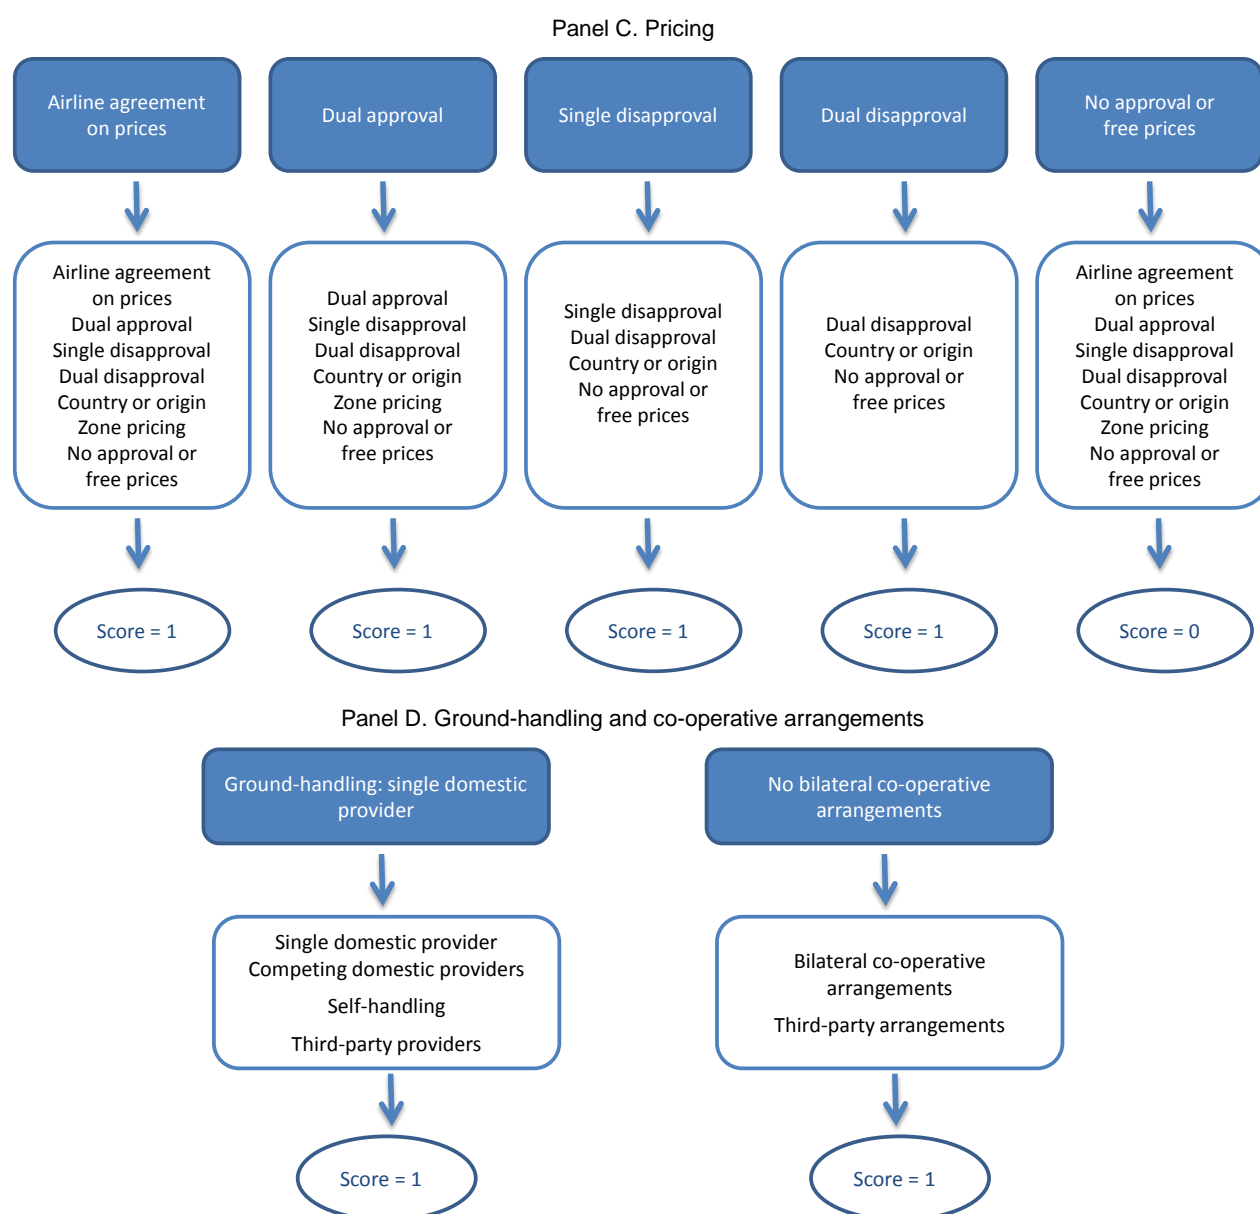 Panel C. Pricing
Airline agreement
on prices
Dual approval
Single disapproval
Dual disapproval
No approval or
free prices
Airline agreement
on prices
Dual approval
Single disapproval
Dual disapproval
Country or origin
Zone pricing
No approval or
free prices
Dual approval
Single disapproval
Dual disapproval
Country or origin
Zone pricing
No approval or
free prices
Single disapproval
Dual disapproval
Country or origin
No approval or
free prices
Dual disapproval
Country or origin
No approval or
free prices
Airline agreement
on prices
Dual approval
Single disapproval
Dual disapproval
Country or origin
Zone pricing
No approval or
free prices
Score = 1
Score = 1
Score = 1
Score = 1
Score = 0
Panel D. Ground-handling and co-operative arrangements
Ground-handling: single domestic
provider
No bilateral co-operative
arrangements
Single domestic provider
Competing domestic providers
Self-handling
Third-party providers
Bilateral co-operative
arrangements
Third-party arrangements
Score = 1
Score = 1